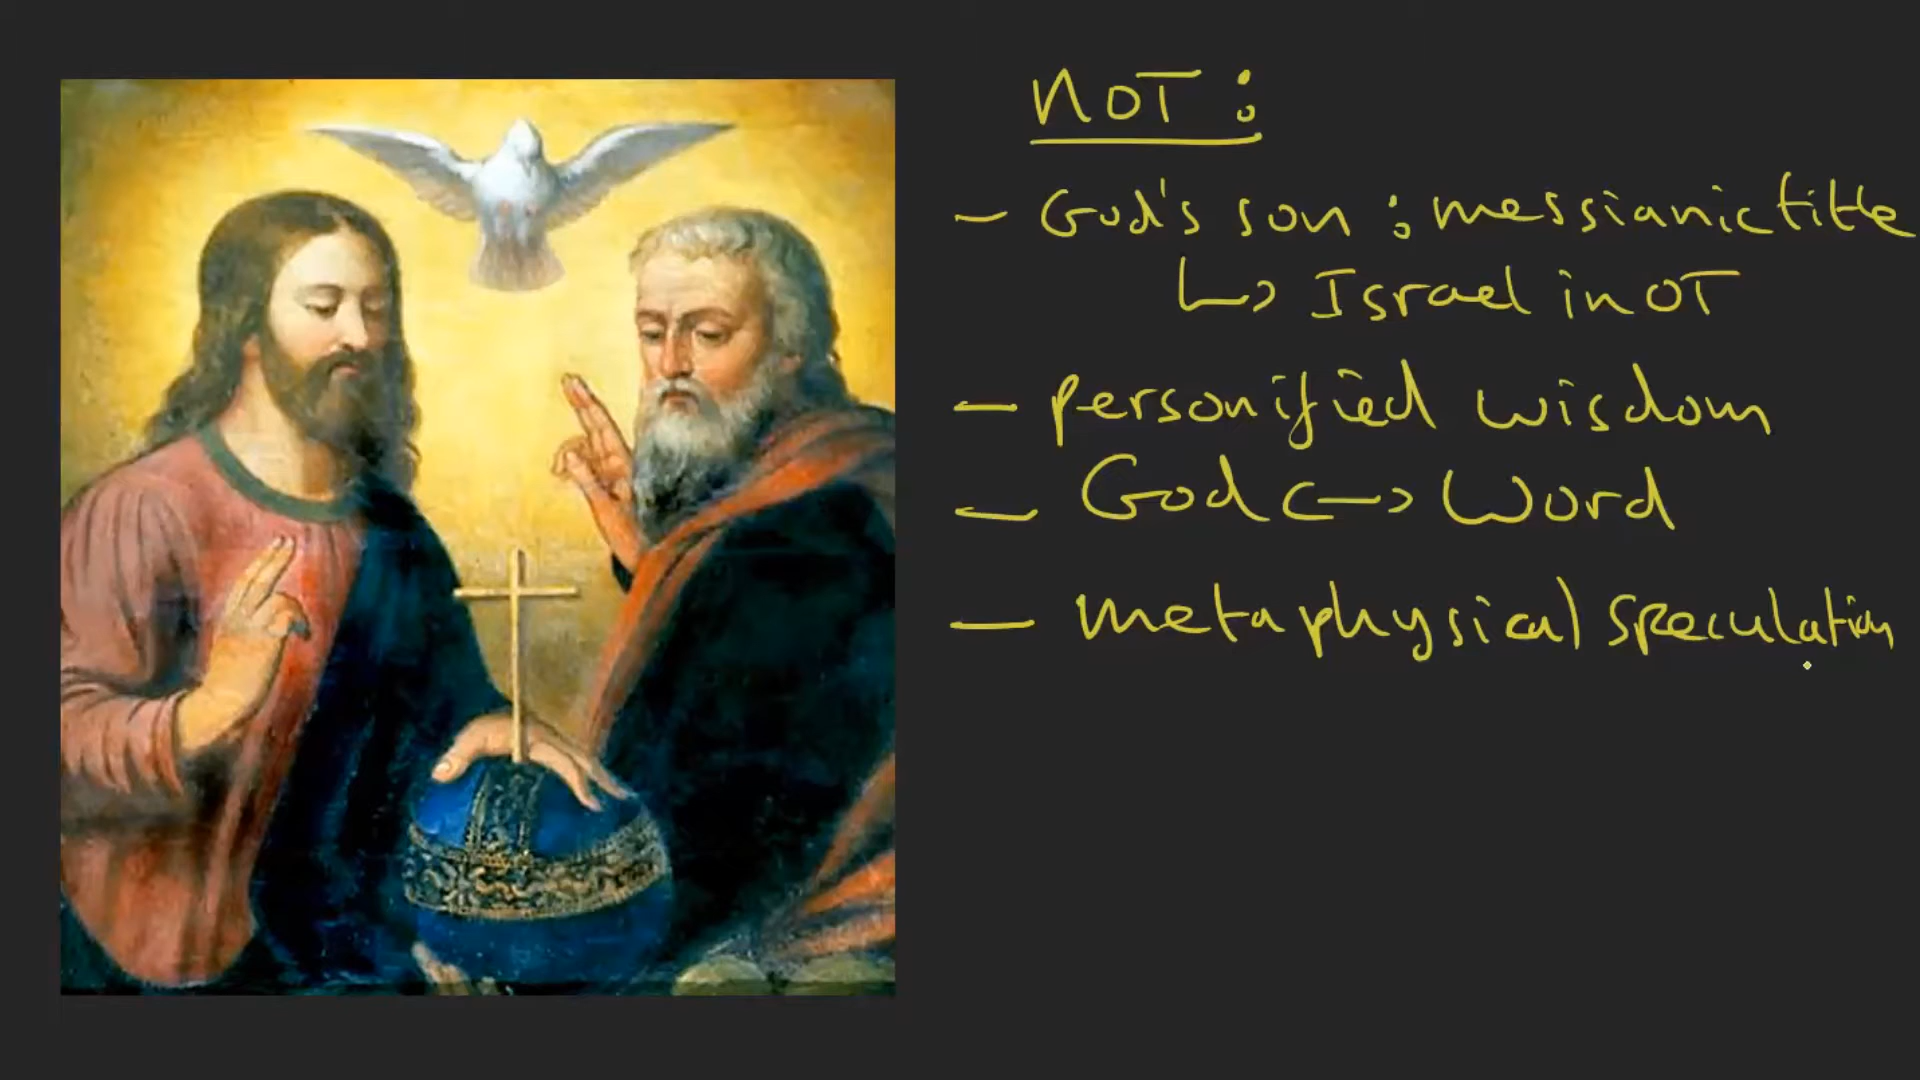 NOT :
- God's son : messianic title
↳ Israel in OT
- personified wisdom
- God ↔ Word
- metaphysical speculation